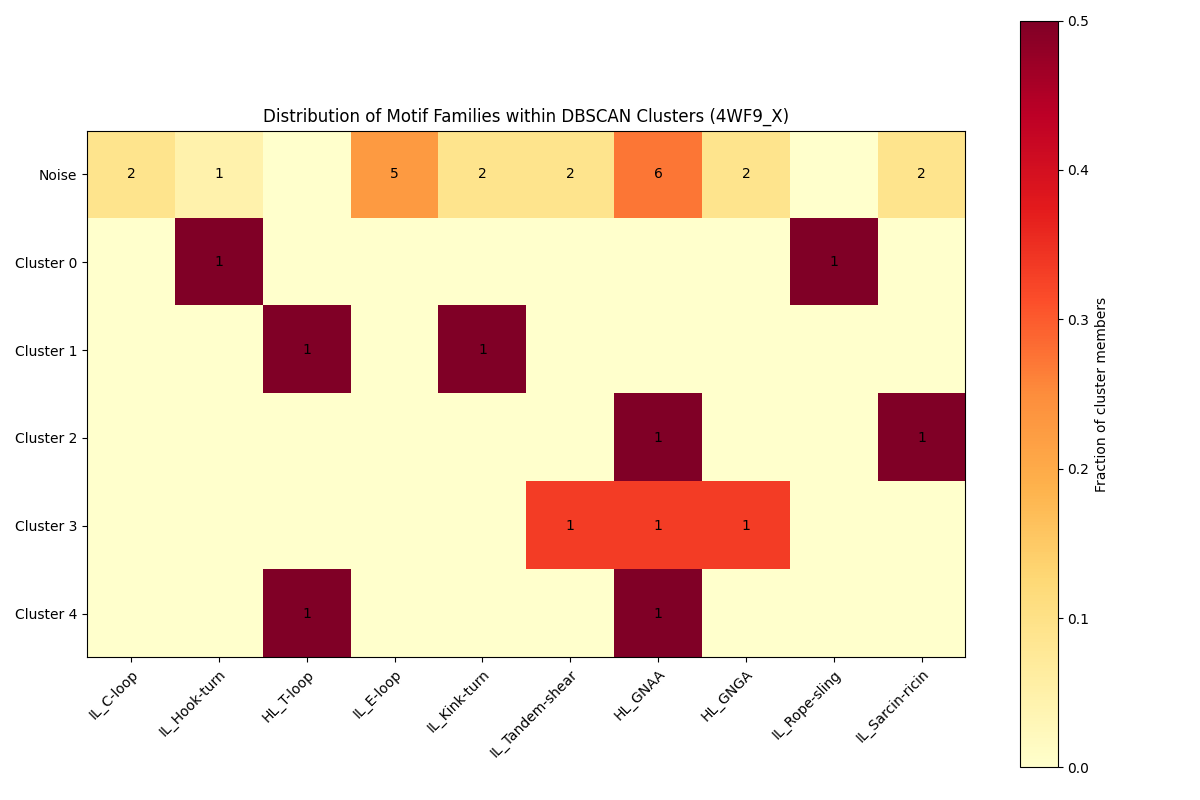 Distribution of Motif Families within DBSCAN Clusters (4WF9_X)
Noise 2 1 5 2 2 6 2 2
Cluster 0 1 1
Cluster 1 1 1
Cluster 2 1 1
Cluster 3 1 1 1
Cluster 4 1 1
IL_C-loop
IL_Hook-turn
HL_T-loop
IL_E-loop
IL_Kink-turn
IL_Tandem-shear
HL_GNAA
HL_GNGA
IL_Rope-sling
IL_Sarcin-ricin
0.5
0.4
0.3
0.2
0.1
0.0
Fraction of cluster members